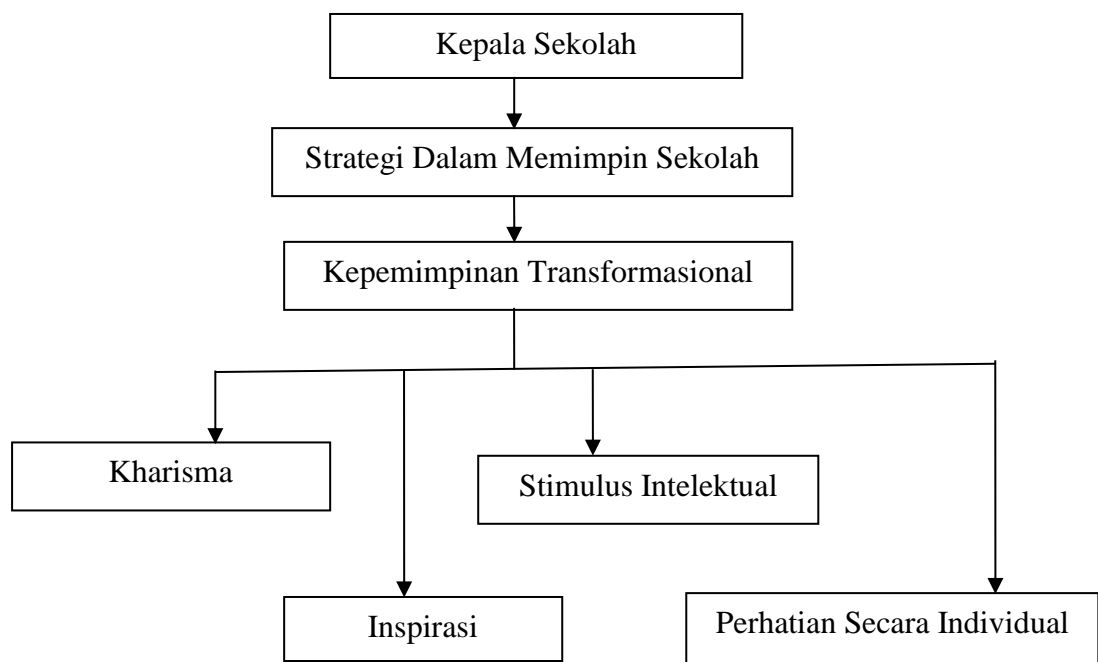 Kepala Sekolah
Strategi Dalam Memimpin Sekolah
Kepemimpinan Transformasional
Kharisma
Stimulus Intelektual
Inspirasi
Perhatian Secara Individual